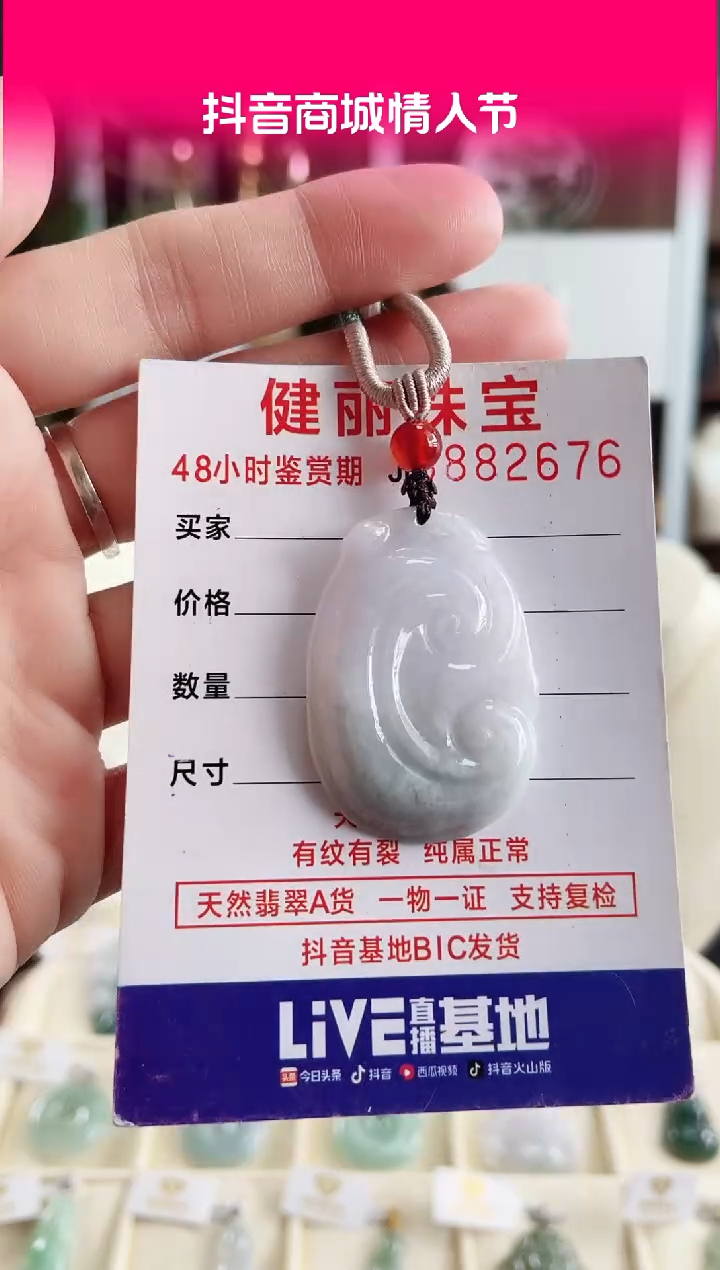 抖音商城情人节
健丽珠宝
48小时鉴赏期 J 882676
买家
价格
数量
尺寸
有纹有裂 纯属正常
天然翡翠A货 一物一证 支持复检
抖音基地BIC发货
LiVE直播基地
头条 今日头条 抖音 西瓜视频 抖音火山版